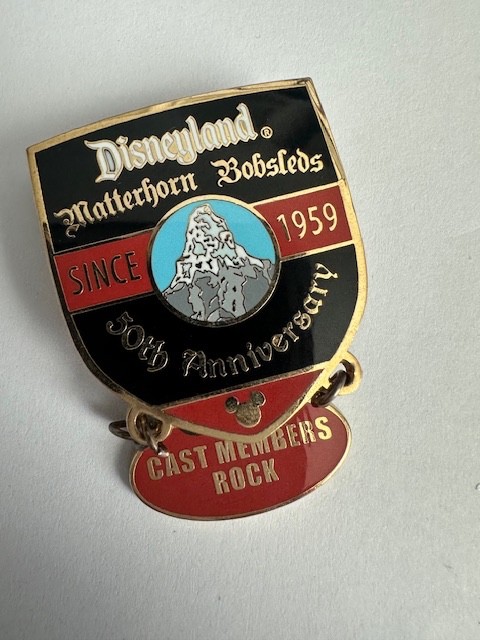 Disneyland®
Matterhorn Bobsleds
SINCE 1959
50th Anniversary
CAST MEMBERS
ROCK